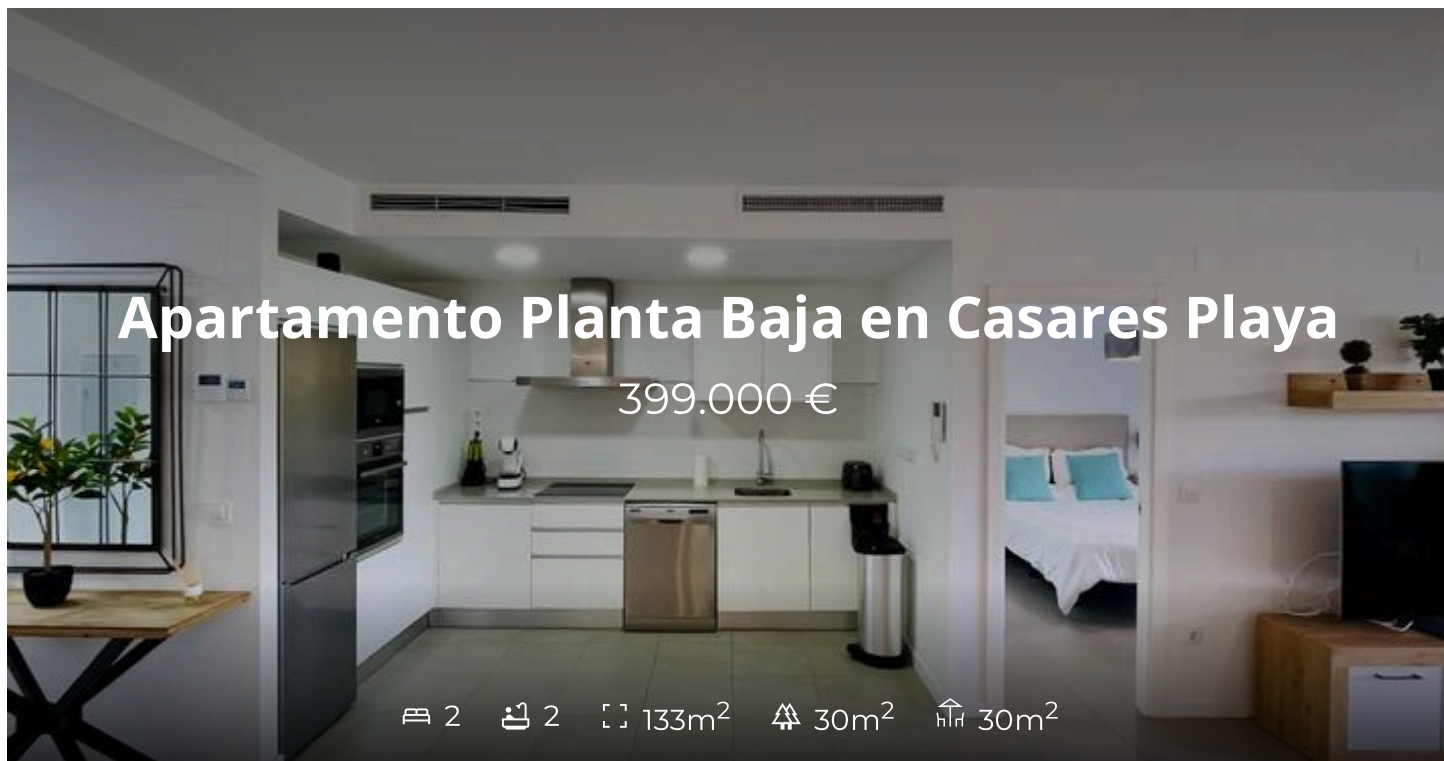 Apartamento Planta Baja en Casares Playa
399.000 €
2 2 133m² 30m² 30m²